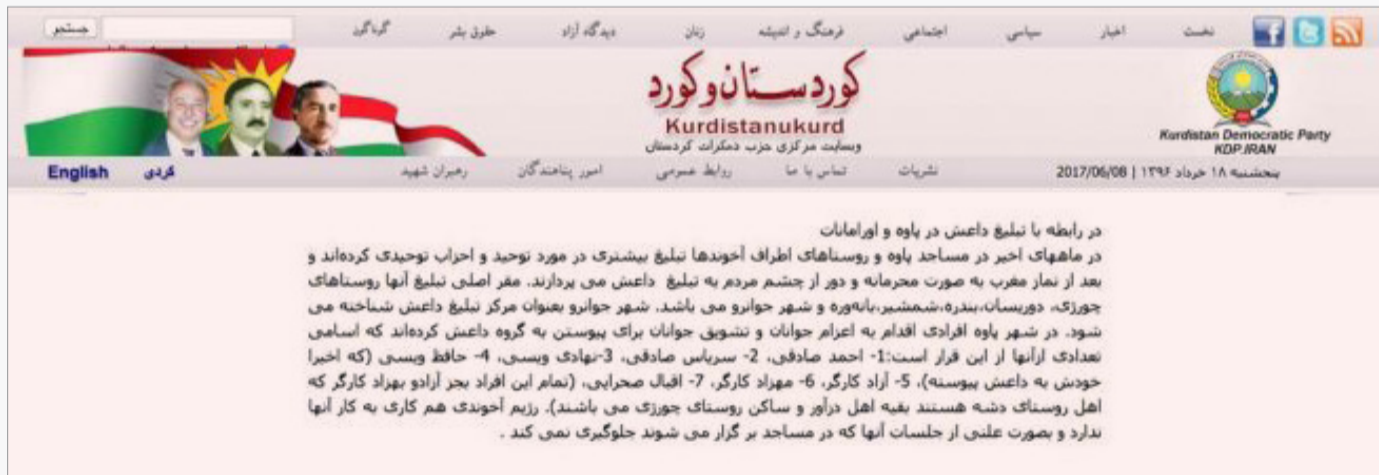 نخست اخبار سیاسی اجتماعی فرهنگ و اندیشه زنان دیدگاه آزاد حقوق بشر گوناگون جستجو
کوردستان و کورد
Kurdistanukurd
وبسایت مرکزی حزب دمکرات کردستان
Kurdistan Democratic Party
KDP.IRAN
پنجشنبه ۱۸ خرداد ۱۳۹۶ | 2017/06/08 نشریات تماس با ما روابط عمومی امور پناهندگان رهبران شهید کردی English
در رابطه با تبلیغ داعش در پاوه و اورامانات
در ماههای اخیر در مساجد پاوه و روستاهای اطراف آخوندها تبلیغ بیشتری در مورد توحید و احزاب توحیدی کرده‌اند و
بعد از نماز مغرب به صورت محرمانه و دور از چشم مردم به تبلیغ داعش می پردازند. مقر اصلی تبلیغ آنها روستاهای
چورژی، دوریسان،بندره،شمشیر،بانه‌وره و شهر جوانرو می باشد. شهر جوانرو بعنوان مرکز تبلیغ داعش شناخته می
شود. در شهر پاوه افرادی اقدام به اعزام جوانان و تشویق جوانان برای پیوستن به گروه داعش کرده‌اند که اسامی
تعدادی ازآنها از این قرار است:1- احمد صادقی، 2- سریاس صادقی، 3-نهادی ویسی، 4- حافظ ویسی (که اخیرا
خودش به داعش پیوسته)، 5- آزاد کارگر، 6- مهزاد کارگر، 7- اقبال صحرایی، (تمام این افراد بجز آزادو بهزاد کارگر که
اهل روستای دشه هستند بقیه اهل درآور و ساکن روستای چورژی می باشند). رژیم آخوندی هم کاری به کار آنها
ندارد و بصورت علنی از جلسات آنها که در مساجد بر گزار می شوند جلوگیری نمی کند .